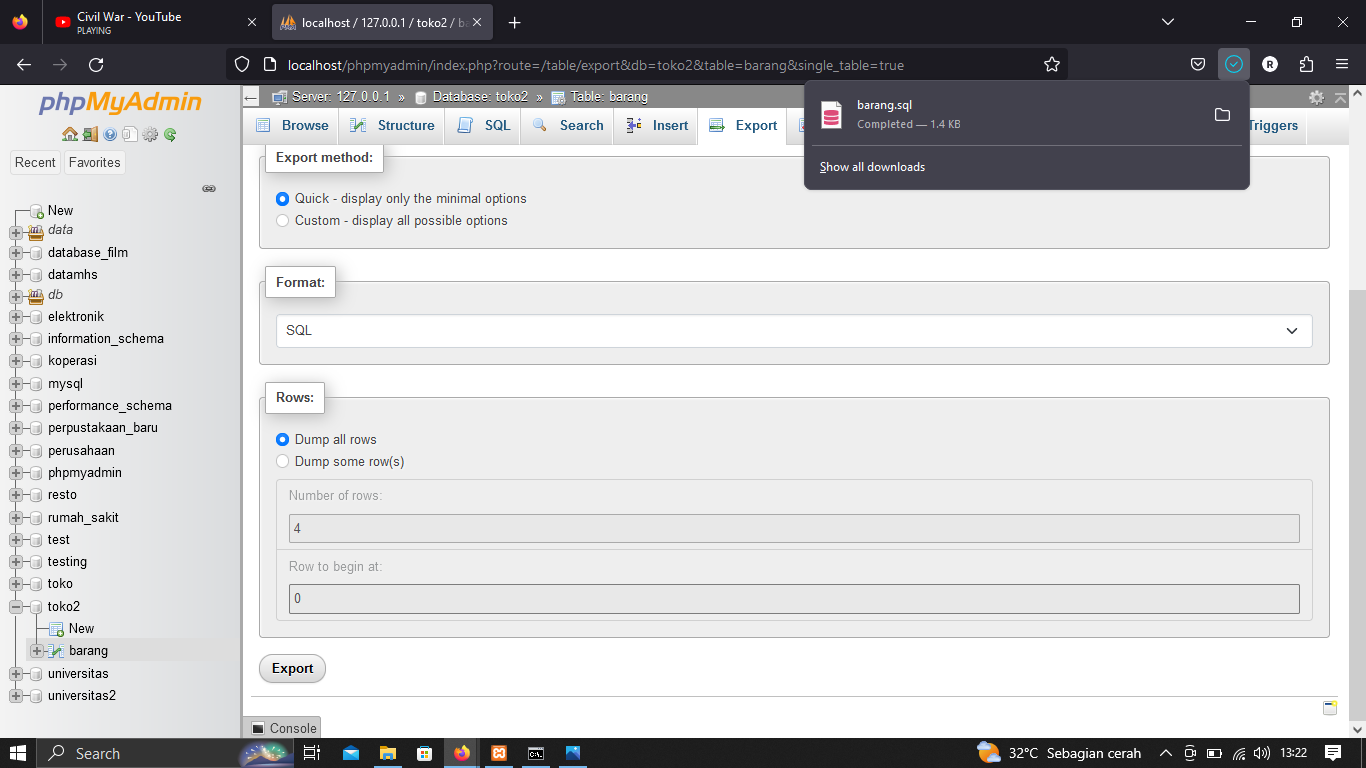 Civil War - YouTube
PLAYING
localhost / 127.0.0.1 / toko2 / ba
localhost/phpmyadmin/index.php?route=/table/export&db=toko2&table=barang&single_table=true
R
barang.sql
Completed — 1.4 KB
Show all downloads
phpMyAdmin
Recent
Favorites
New
data
database_film
datamhs
db
elektronik
information_schema
koperasi
mysql
performance_schema
perpustakaan_baru
perusahaan
phpmyadmin
resto
rumah_sakit
test
testing
toko
toko2
New
barang
universitas
universitas2
Server: 127.0.0.1 » Database: toko2 » Table: barang
Browse
Structure
SQL
Search
Insert
Export
Triggers
Export method:
Quick - display only the minimal options
Custom - display all possible options
Format:
SQL
Rows:
Dump all rows
Dump some row(s)
Number of rows:
4
Row to begin at:
0
Export
Console
Search
32°C Sebagian cerah
13:22